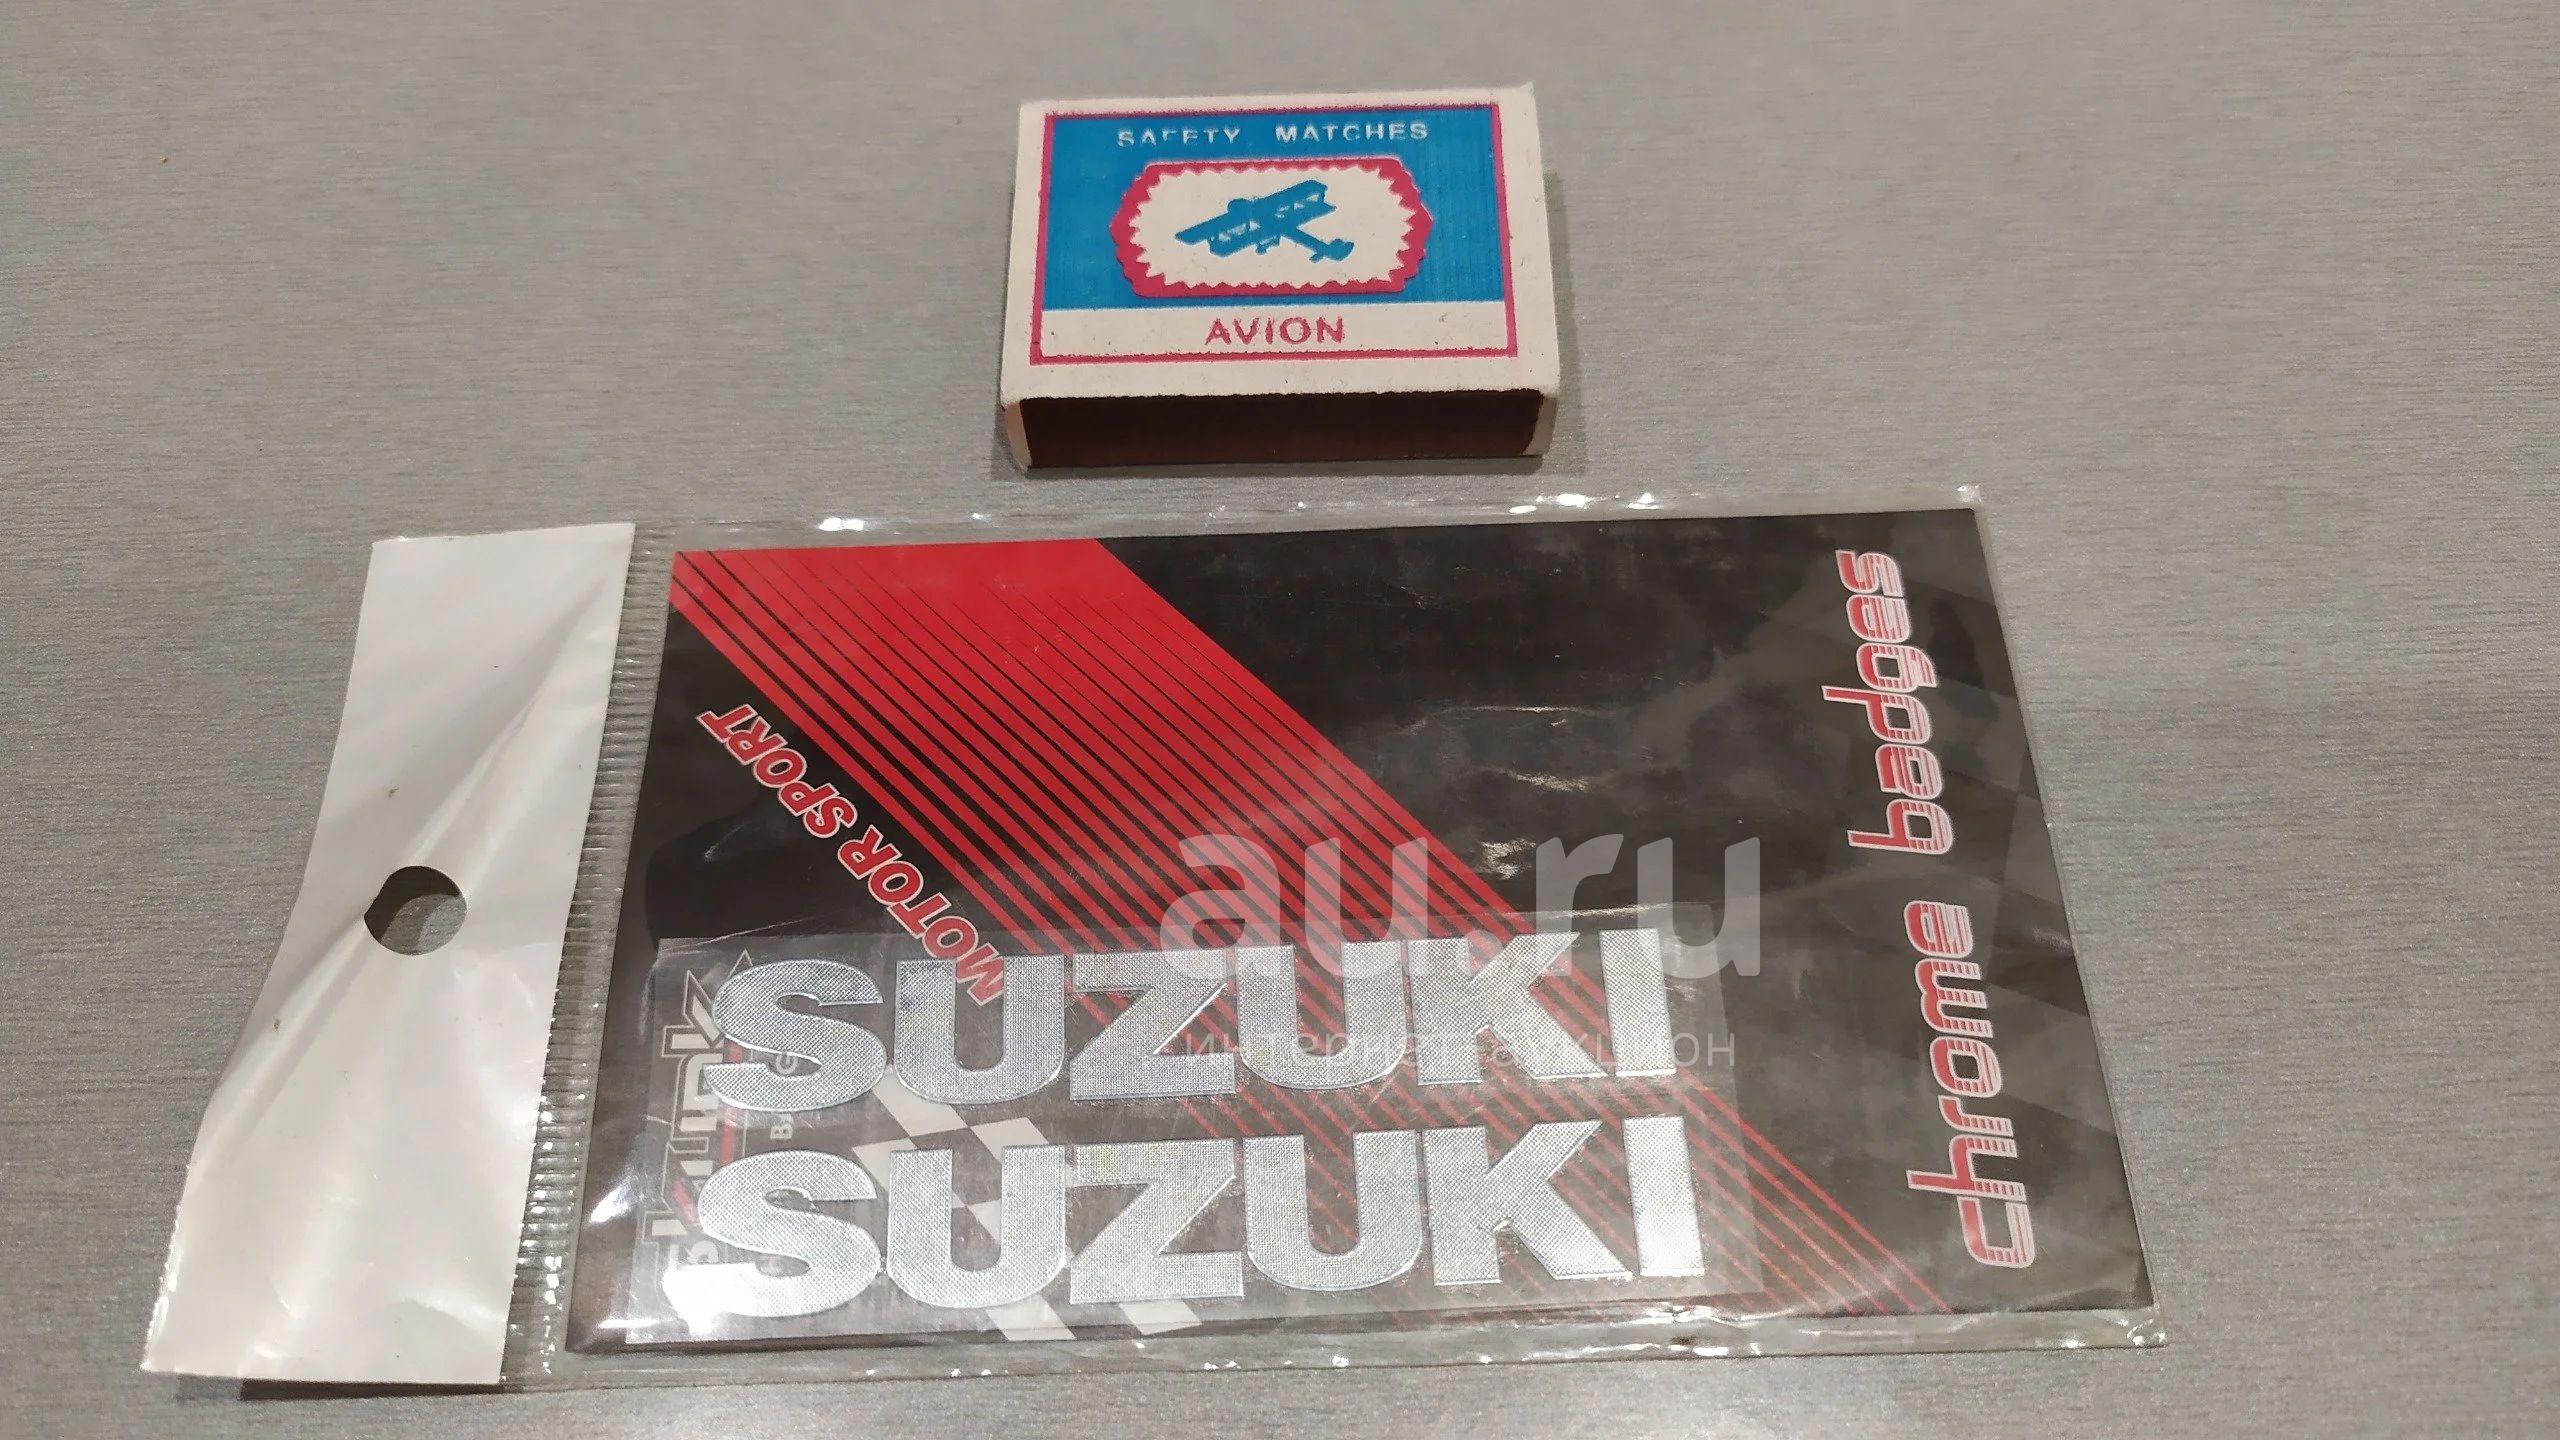 SAFETY MATCHES
AVION
MOTOR SPORT
chrome badges
au.ru
SUZUKI
SUZUKI